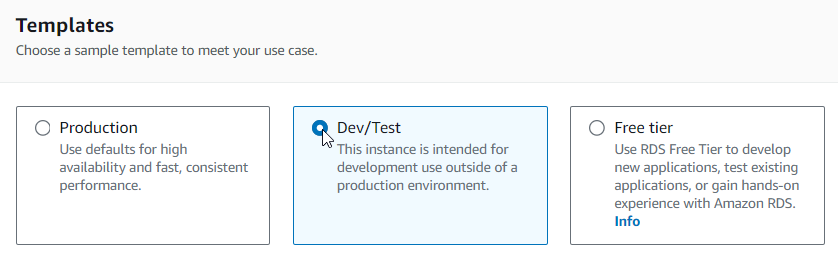 Templates
Choose a sample template to meet your use case.
Production
Use defaults for high
availability and fast, consistent
performance.
Dev/Test
This instance is intended for
development use outside of a
production environment.
Free tier
Use RDS Free Tier to develop
new applications, test existing
applications, or gain hands-on
experience with Amazon RDS.
Info